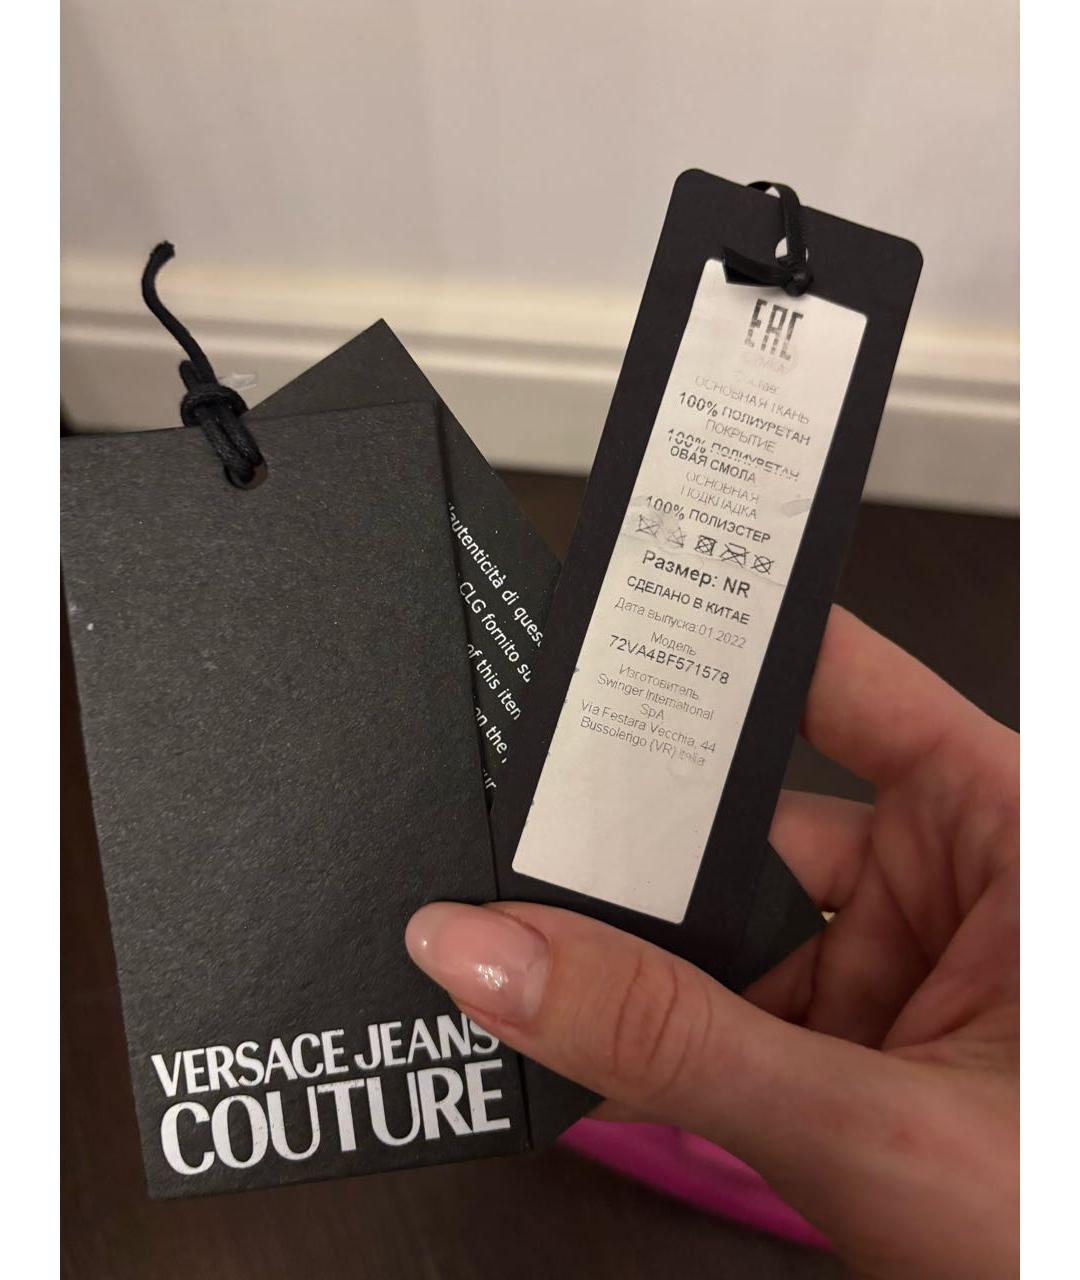 EAC
ОСНОВНАЯ ТКАНЬ
100% ПОЛИУРЕТАН
ПОКРЫТИЕ
100% ПОЛИУРЕТАН
ОВАЯ СМОЛА
ОСНОВНАЯ
ПОДКЛАДКА
100% ПОЛИЭСТЕР
Размер: NR
СДЕЛАНО В КИТАЕ
Дата выпуска:01.2022
Модель
72VA4BF571578
Изготовитель
Swinger International
SpA
Via Festara Vecchia, 44
Bussolengo (VR) Italia
autenticità di ques
CLG fornito su
of this iten
on the
ur
VERSACE JEANS
COUTURE